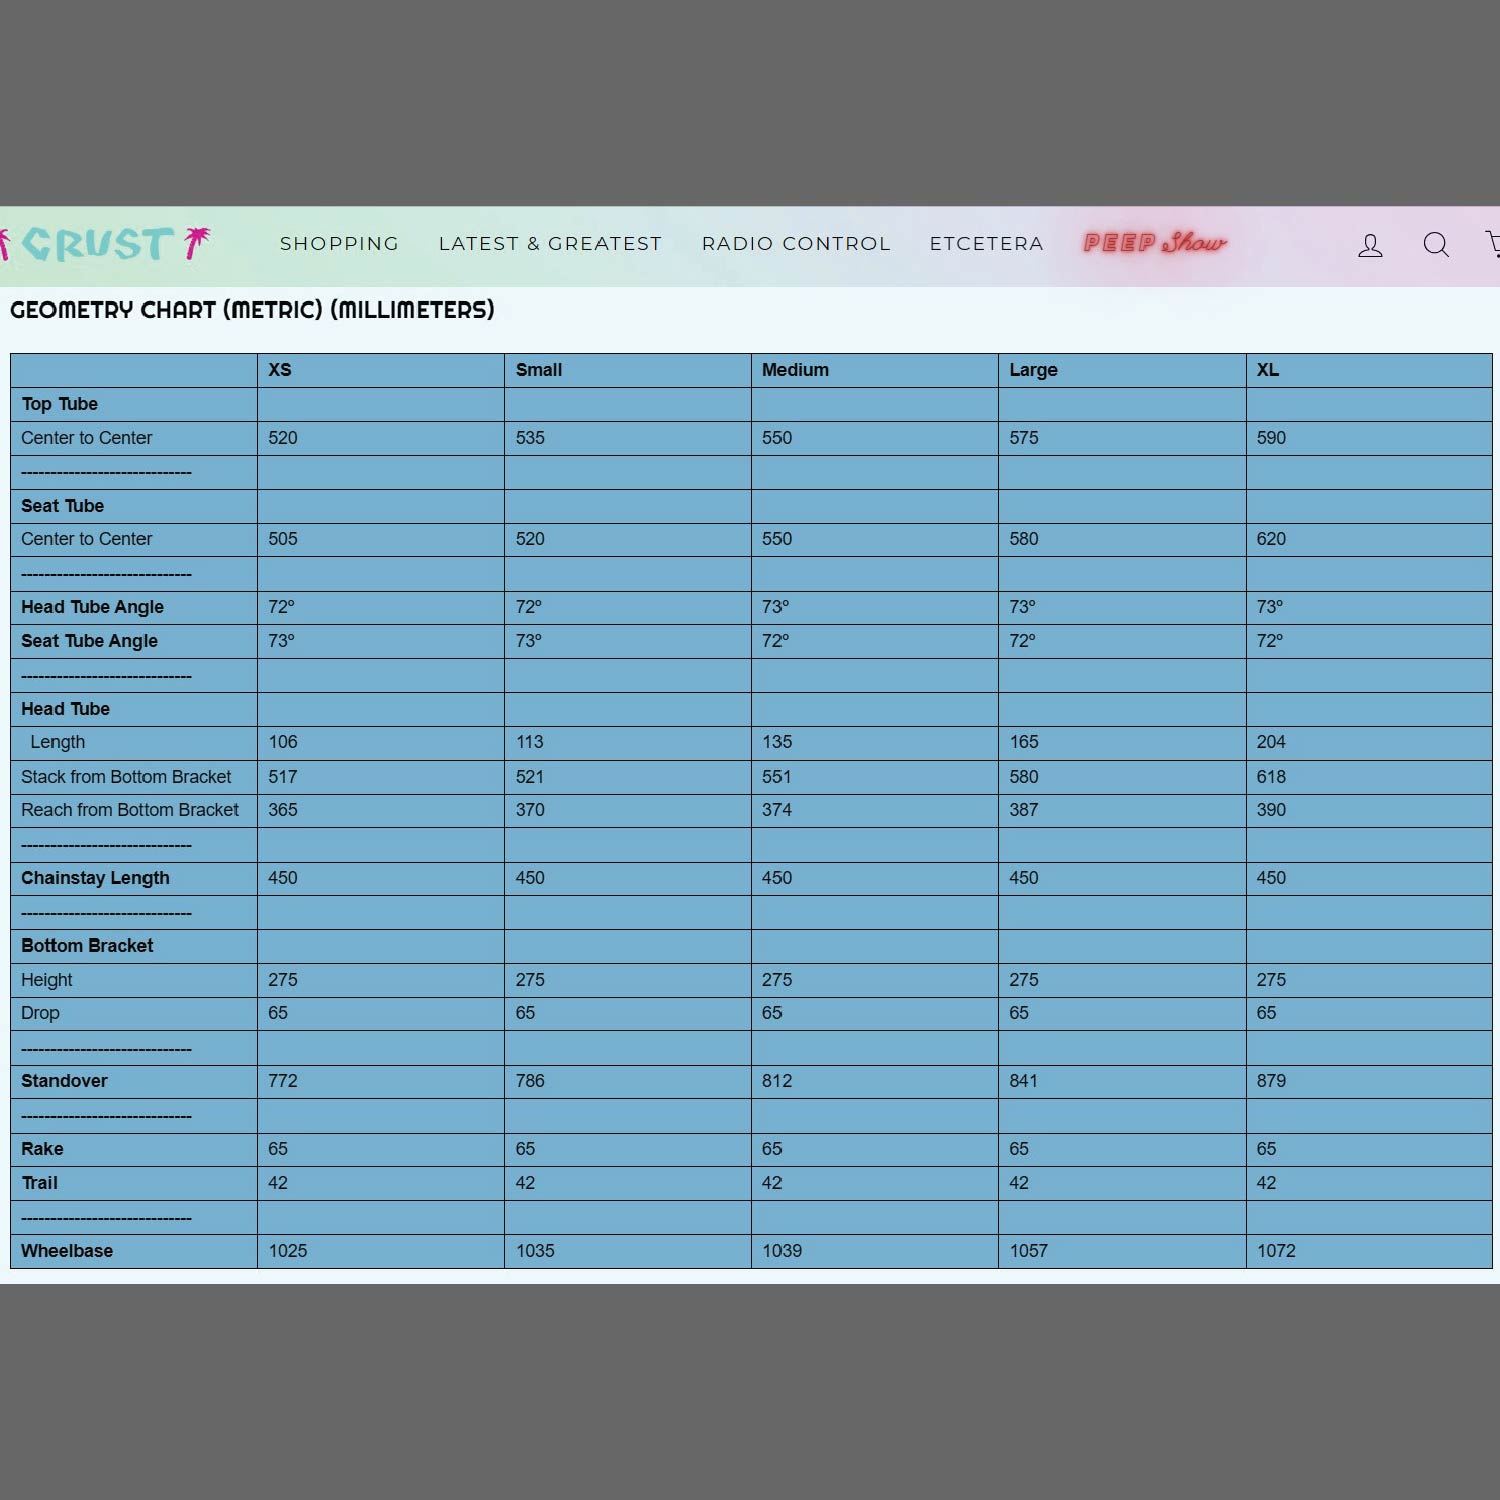 CRUST
SHOPPING LATEST & GREATEST RADIO CONTROL ETCETERA PEEP Show
GEOMETRY CHART (METRIC) (MILLIMETERS)
XS Small Medium Large XL
Top Tube
Center to Center 520 535 550 575 590
-----------------------------
Seat Tube
Center to Center 505 520 550 580 620
-----------------------------
Head Tube Angle 72º 72º 73º 73º 73º
Seat Tube Angle 73º 73º 72º 72º 72º
-----------------------------
Head Tube
Length 106 113 135 165 204
Stack from Bottom Bracket 517 521 551 580 618
Reach from Bottom Bracket 365 370 374 387 390
-----------------------------
Chainstay Length 450 450 450 450 450
-----------------------------
Bottom Bracket
Height 275 275 275 275 275
Drop 65 65 65 65 65
-----------------------------
Standover 772 786 812 841 879
-----------------------------
Rake 65 65 65 65 65
Trail 42 42 42 42 42
-----------------------------
Wheelbase 1025 1035 1039 1057 1072